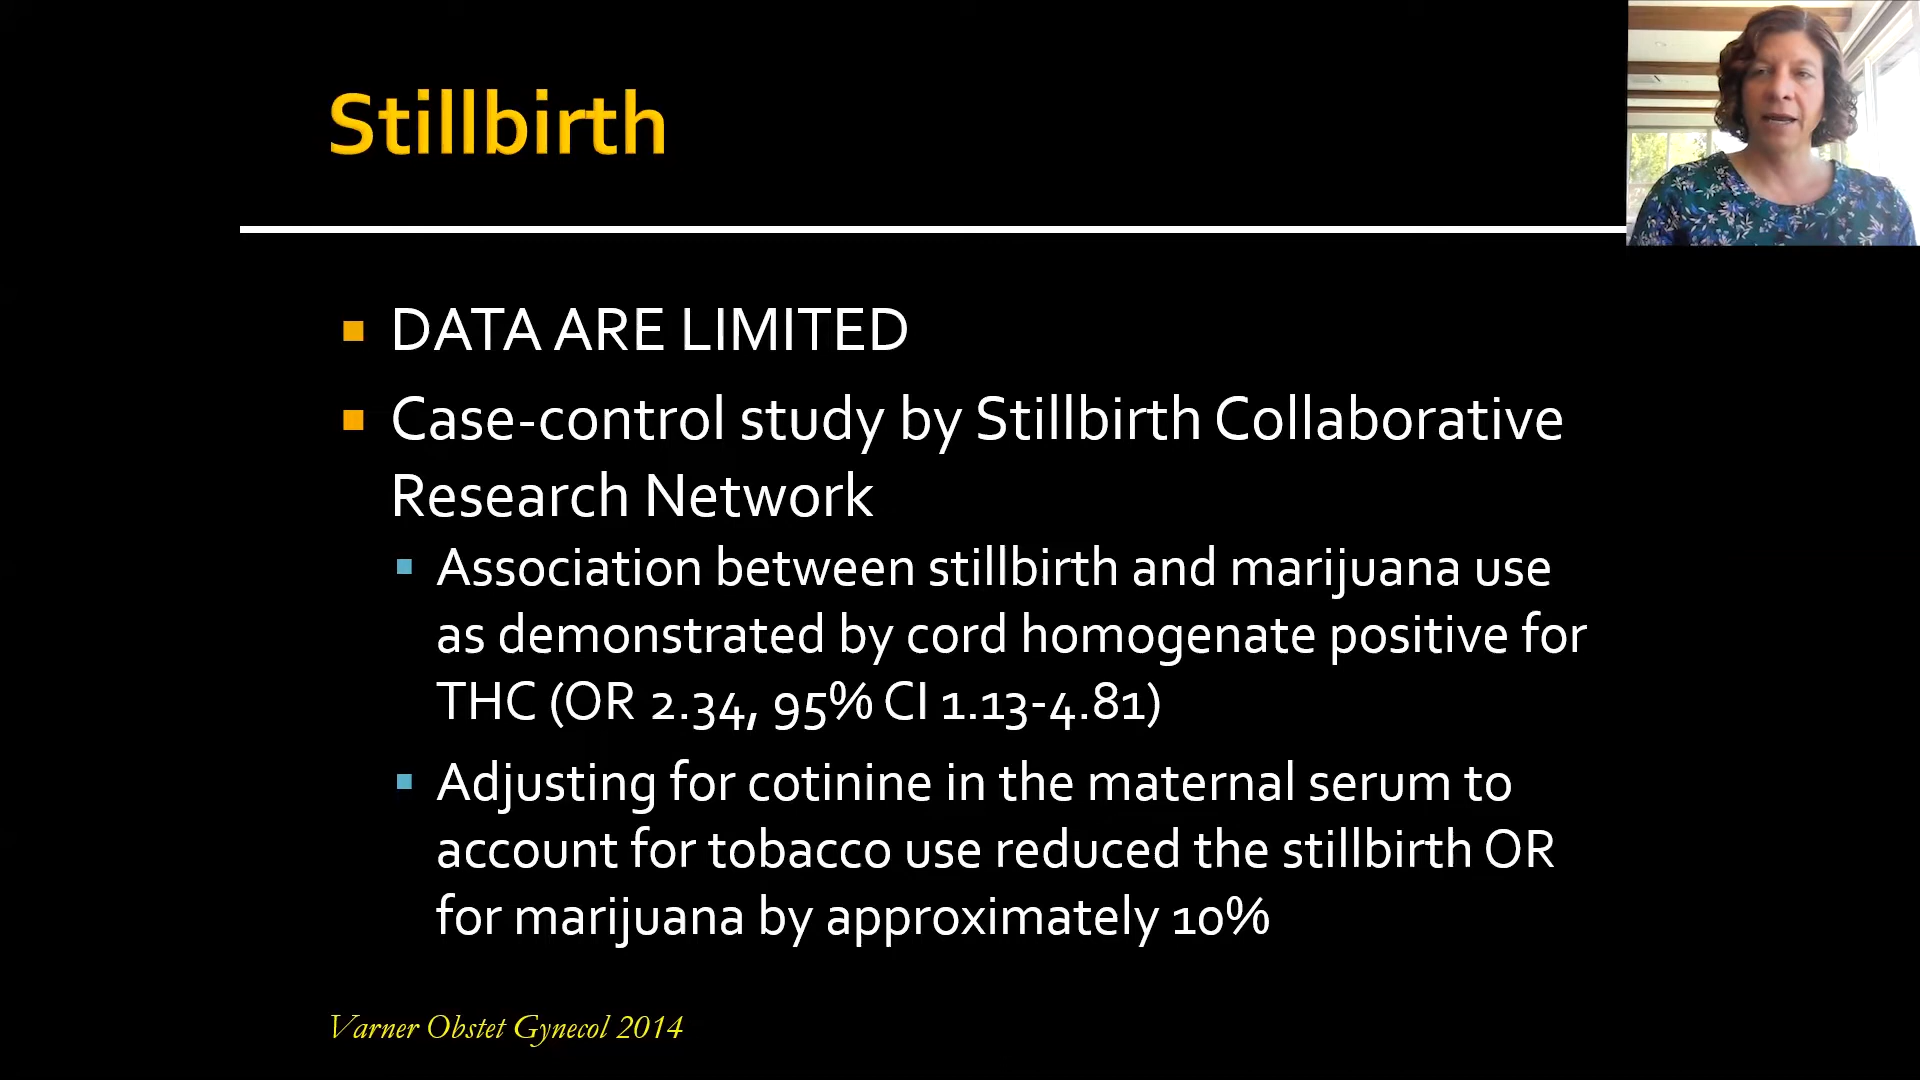 Stillbirth
DATA ARE LIMITED
Case-control study by Stillbirth Collaborative
Research Network
Association between stillbirth and marijuana use
as demonstrated by cord homogenate positive for
THC (OR 2.34, 95% CI 1.13-4.81)
Adjusting for cotinine in the maternal serum to
account for tobacco use reduced the stillbirth OR
for marijuana by approximately 10%
Varner Obstet Gynecol 2014